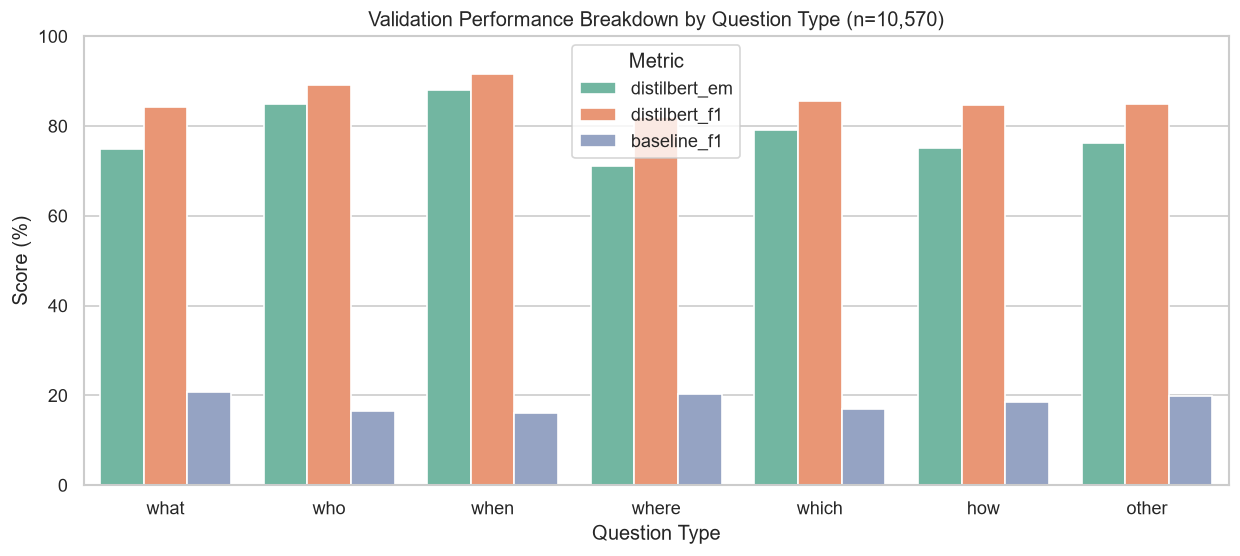 Validation Performance Breakdown by Question Type (n=10,570)
Metric
distilbert_em
distilbert_f1
baseline_f1
Score (%)
100
80
60
40
20
0
what who when where which how other
Question Type